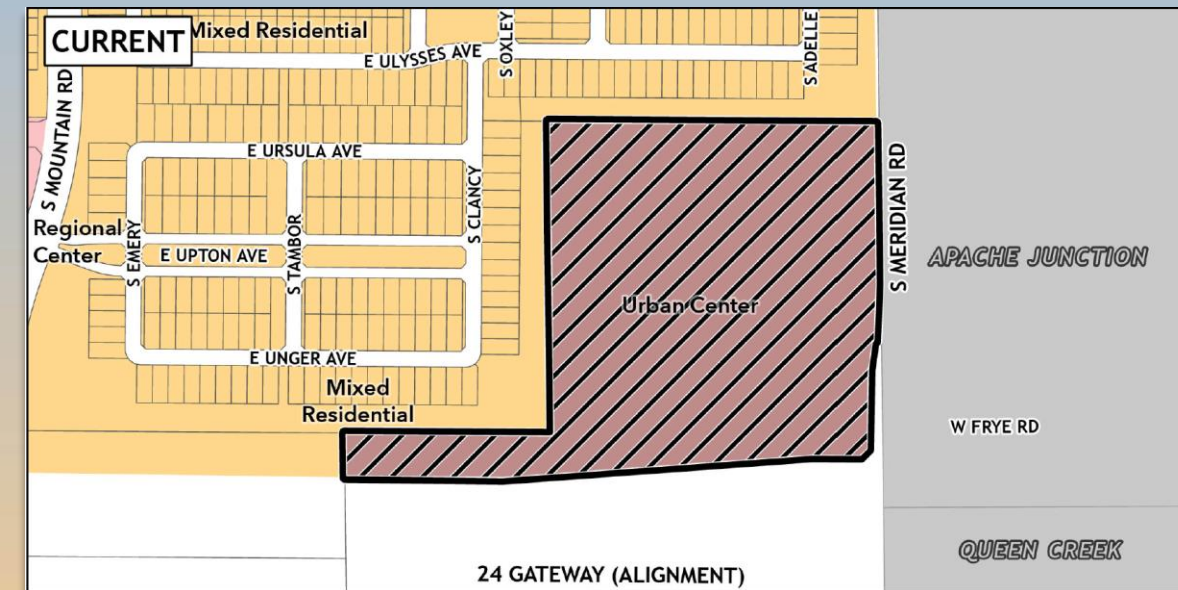 CURRENT
Mixed Residential
E ULYSSES AVE
S OXLEY
S ADELLE
S MOUNTAIN RD
E URSULA AVE
S CLANCY
S MERIDIAN RD
Regional
Center
S EMERY
E UPTON AVE
S TAMBOR
APACHE JUNCTION
Urban Center
E UNGER AVE
Mixed
Residential
W FRYE RD
QUEEN CREEK
24 GATEWAY (ALIGNMENT)